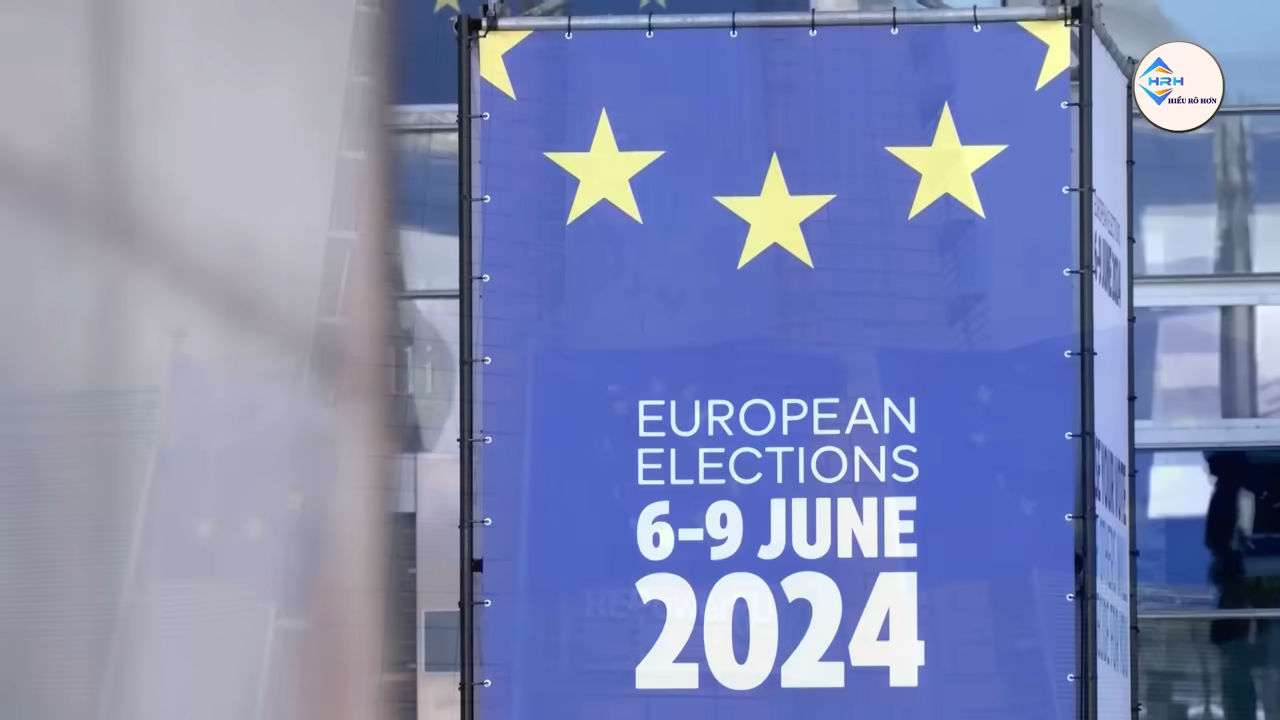 HRH
HIỂU RÕ HƠN
EUROPEAN
ELECTIONS
6-9 JUNE
2024